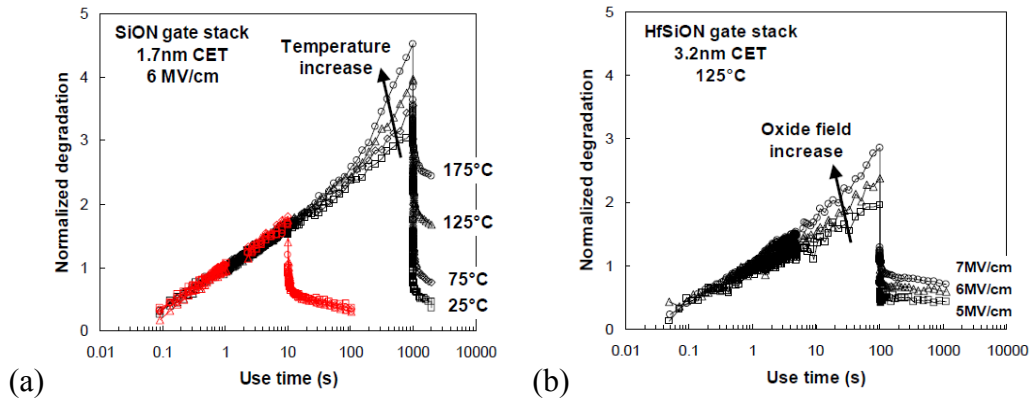 SiON gate stack
1.7nm CET
6 MV/cm
Temperature
increase
175°C
125°C
75°C
25°C
Normalized degradation
5
4
3
2
1
0
0.01 0.1 1 10 100 1000 10000
Use time (s)
(a)
HfSiON gate stack
3.2nm CET
125°C
Oxide field
increase
7MV/cm
6MV/cm
5MV/cm
Normalized degradation
5
4
3
2
1
0
0.01 0.1 1 10 100 1000 10000
Use time (s)
(b)